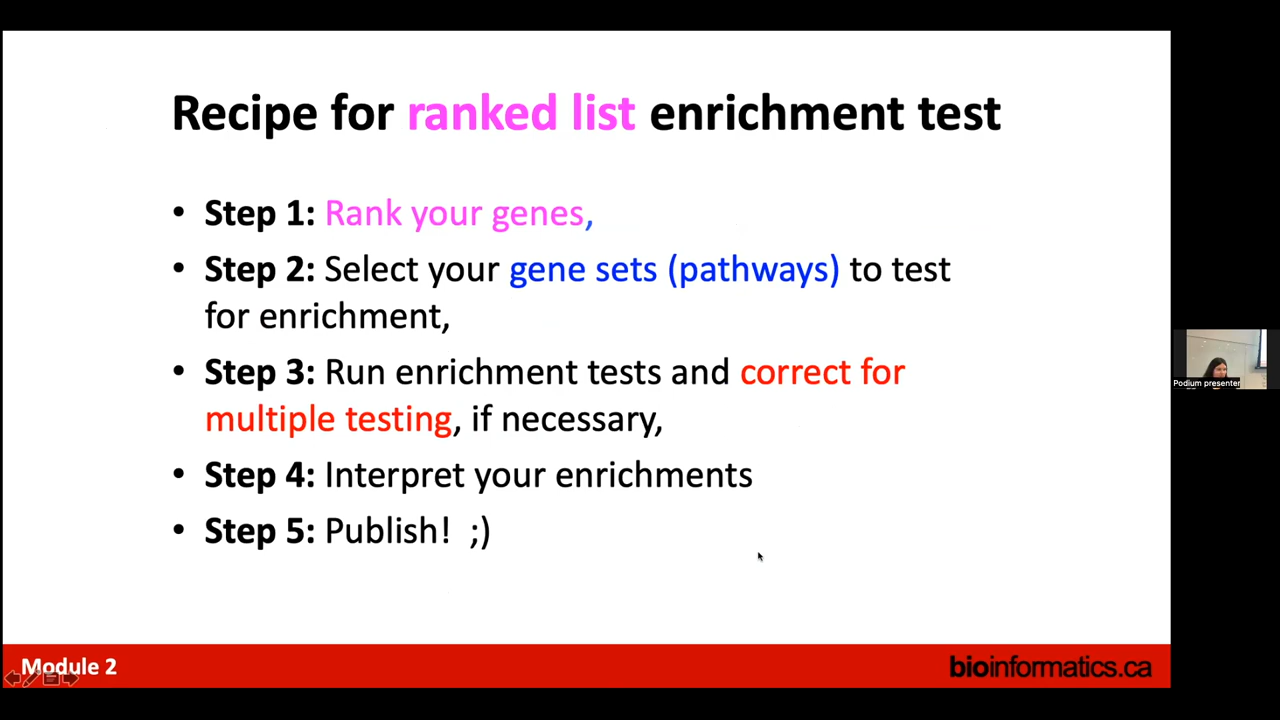 Recipe for ranked list enrichment test
• Step 1: Rank your genes,
• Step 2: Select your gene sets (pathways) to test
for enrichment,
• Step 3: Run enrichment tests and correct for
multiple testing, if necessary,
• Step 4: Interpret your enrichments
• Step 5: Publish! ;)
Podium presenter
Module 2
bioinformatics.ca